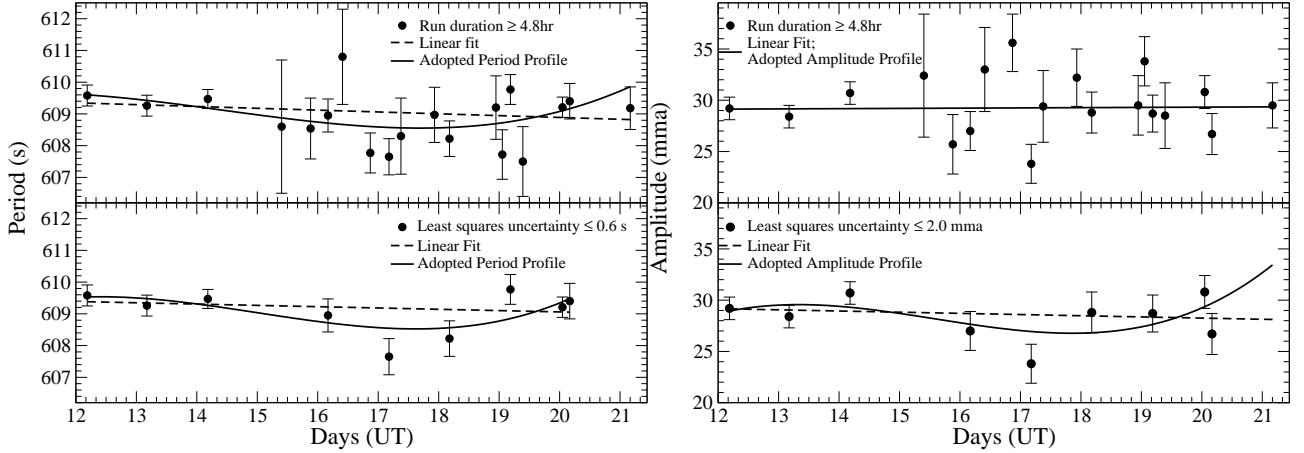 612
611
610
609
608
607
Run duration ≥ 4.8hr
Linear fit
Adopted Period Profile
Period (s)
612
611
610
609
608
607
Least squares uncertainty ≤ 0.6 s
Linear Fit
Adopted Period Profile
12 13 14 15 16 17 18 19 20 21
Days (UT)
35
30
25
20
Run duration ≥ 4.8hr
Linear Fit;
Adopted Amplitude Profile
Amplitude (mma)
35
30
25
20
Least squares uncertainty ≤ 2.0 mma
Linear Fit
Adopted Amplitude Profile
12 13 14 15 16 17 18 19 20 21
Days (UT)